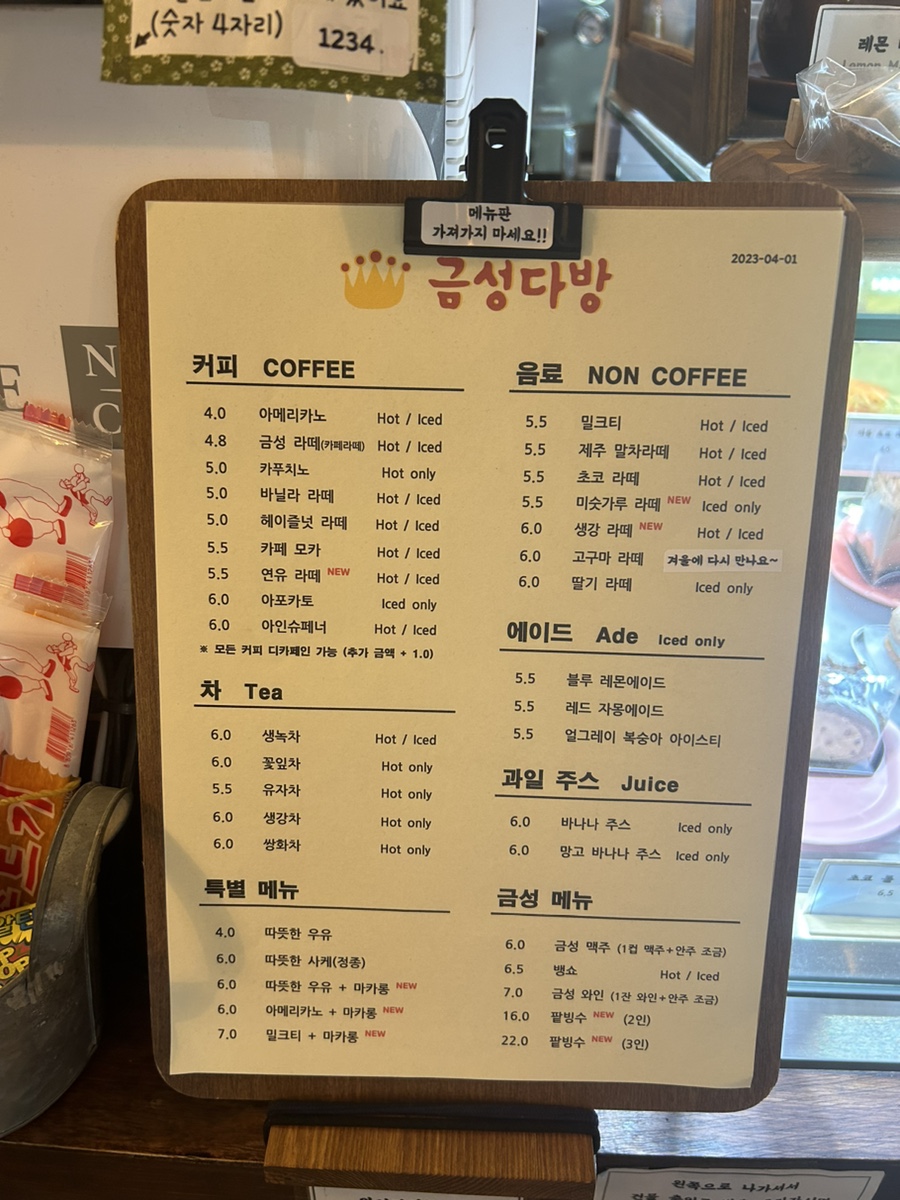 (숫자 4자리)
1234.
레몬
메뉴판
가져가지 마세요!!
2023-04-01
금성다방
커피 COFFEE
4.0 아메리카노 Hot / Iced
4.8 금성 라떼(카페라떼) Hot / Iced
5.0 카푸치노 Hot only
5.0 바닐라 라떼 Hot / Iced
5.0 헤이즐넛 라떼 Hot / Iced
5.5 카페 모카 Hot / Iced
5.5 연유 라떼 NEW Hot / Iced
6.0 아포카토 Iced only
6.0 아인슈페너 Hot / Iced
※ 모든 커피 디카페인 가능 (추가 금액 + 1.0)
차 Tea
6.0 생녹차 Hot / Iced
6.0 꽃잎차 Hot only
5.5 유자차 Hot only
6.0 생강차 Hot only
6.0 쌍화차 Hot only
특별 메뉴
4.0 따뜻한 우유
6.0 따뜻한 사케(정종)
6.0 따뜻한 우유 + 마카롱 NEW
6.0 아메리카노 + 마카롱 NEW
7.0 밀크티 + 마카롱 NEW
음료 NON COFFEE
5.5 밀크티 Hot / Iced
5.5 제주 말차라떼 Hot / Iced
5.5 초코 라떼 Hot / Iced
5.5 미숫가루 라떼 NEW Iced only
6.0 생강 라떼 NEW Hot / Iced
6.0 고구마 라떼 겨울에 다시 만나요~
6.0 딸기 라떼 Iced only
에이드 Ade Iced only
5.5 블루 레몬에이드
5.5 레드 자몽에이드
5.5 얼그레이 복숭아 아이스티
과일 주스 Juice
6.0 바나나 주스 Iced only
6.0 망고 바나나 주스 Iced only
금성 메뉴
6.0 금성 맥주 (1컵 맥주+안주 조금)
6.5 뱅쇼 Hot / Iced
7.0 금성 와인 (1잔 와인+안주 조금)
16.0 팥빙수 NEW (2인)
22.0 팥빙수 NEW (3인)
왼쪽으로 나가셔서